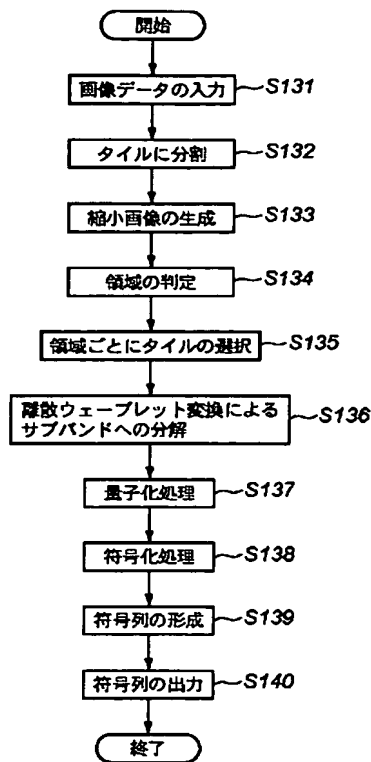 開始
画像データの入力 S131
タイルに分割 S132
縮小画像の生成 S133
領域の判定 S134
領域ごとにタイルの選択 S135
離散ウェーブレット変換による
サブバンドへの分解 S136
量子化処理 S137
符号化処理 S138
符号列の形成 S139
符号列の出力 S140
終了